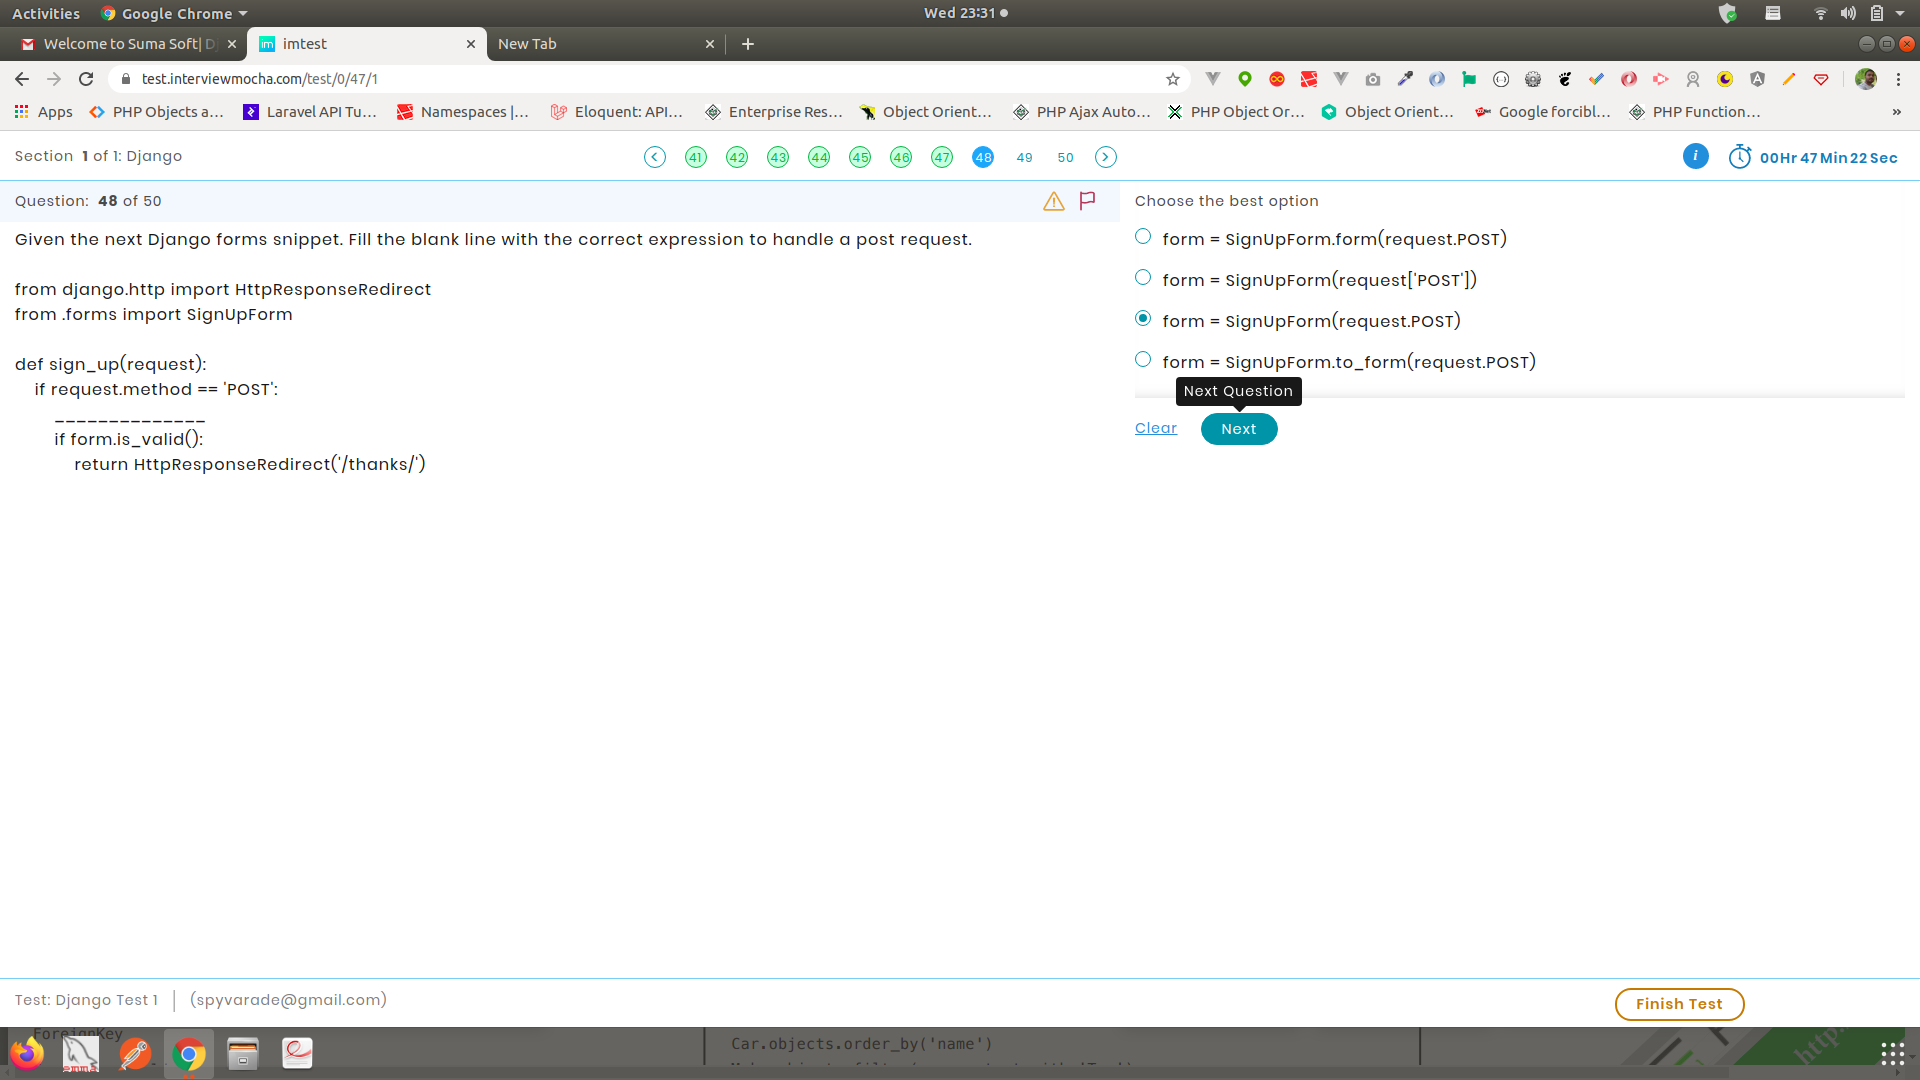 Activities
Google Chrome
Wed 23:31
Welcome to Suma Soft| D
imtest
New Tab
test.interviewmocha.com/test/0/47/1
Apps
PHP Objects a…
Laravel API Tu…
Namespaces |…
Eloquent: API…
Enterprise Res…
Object Orient…
PHP Ajax Auto…
PHP Object Or…
Object Orient…
Google forcibl…
PHP Function…
»
Section 1 of 1: Django
41
42
43
44
45
46
47
48
49
50
i
00Hr 47Min 22Sec
Question: 48 of 50
Given the next Django forms snippet. Fill the blank line with the correct expression to handle a post request.
from django.http import HttpResponseRedirect
from .forms import SignUpForm
def sign_up(request):
if request.method == 'POST':
______________
if form.is_valid():
return HttpResponseRedirect('/thanks/')
Choose the best option
form = SignUpForm.form(request.POST)
form = SignUpForm(request['POST'])
form = SignUpForm(request.POST)
form = SignUpForm.to_form(request.POST)
Next Question
Clear
Next
Test: Django Test 1
(spyvarade@gmail.com)
Finish Test
ForeignKey
Car.objects.order_by('name')
http